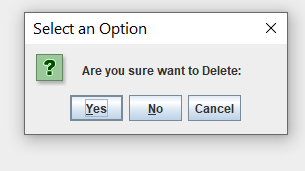 Select an Option
?
Are you sure want to Delete:
Yes No Cancel